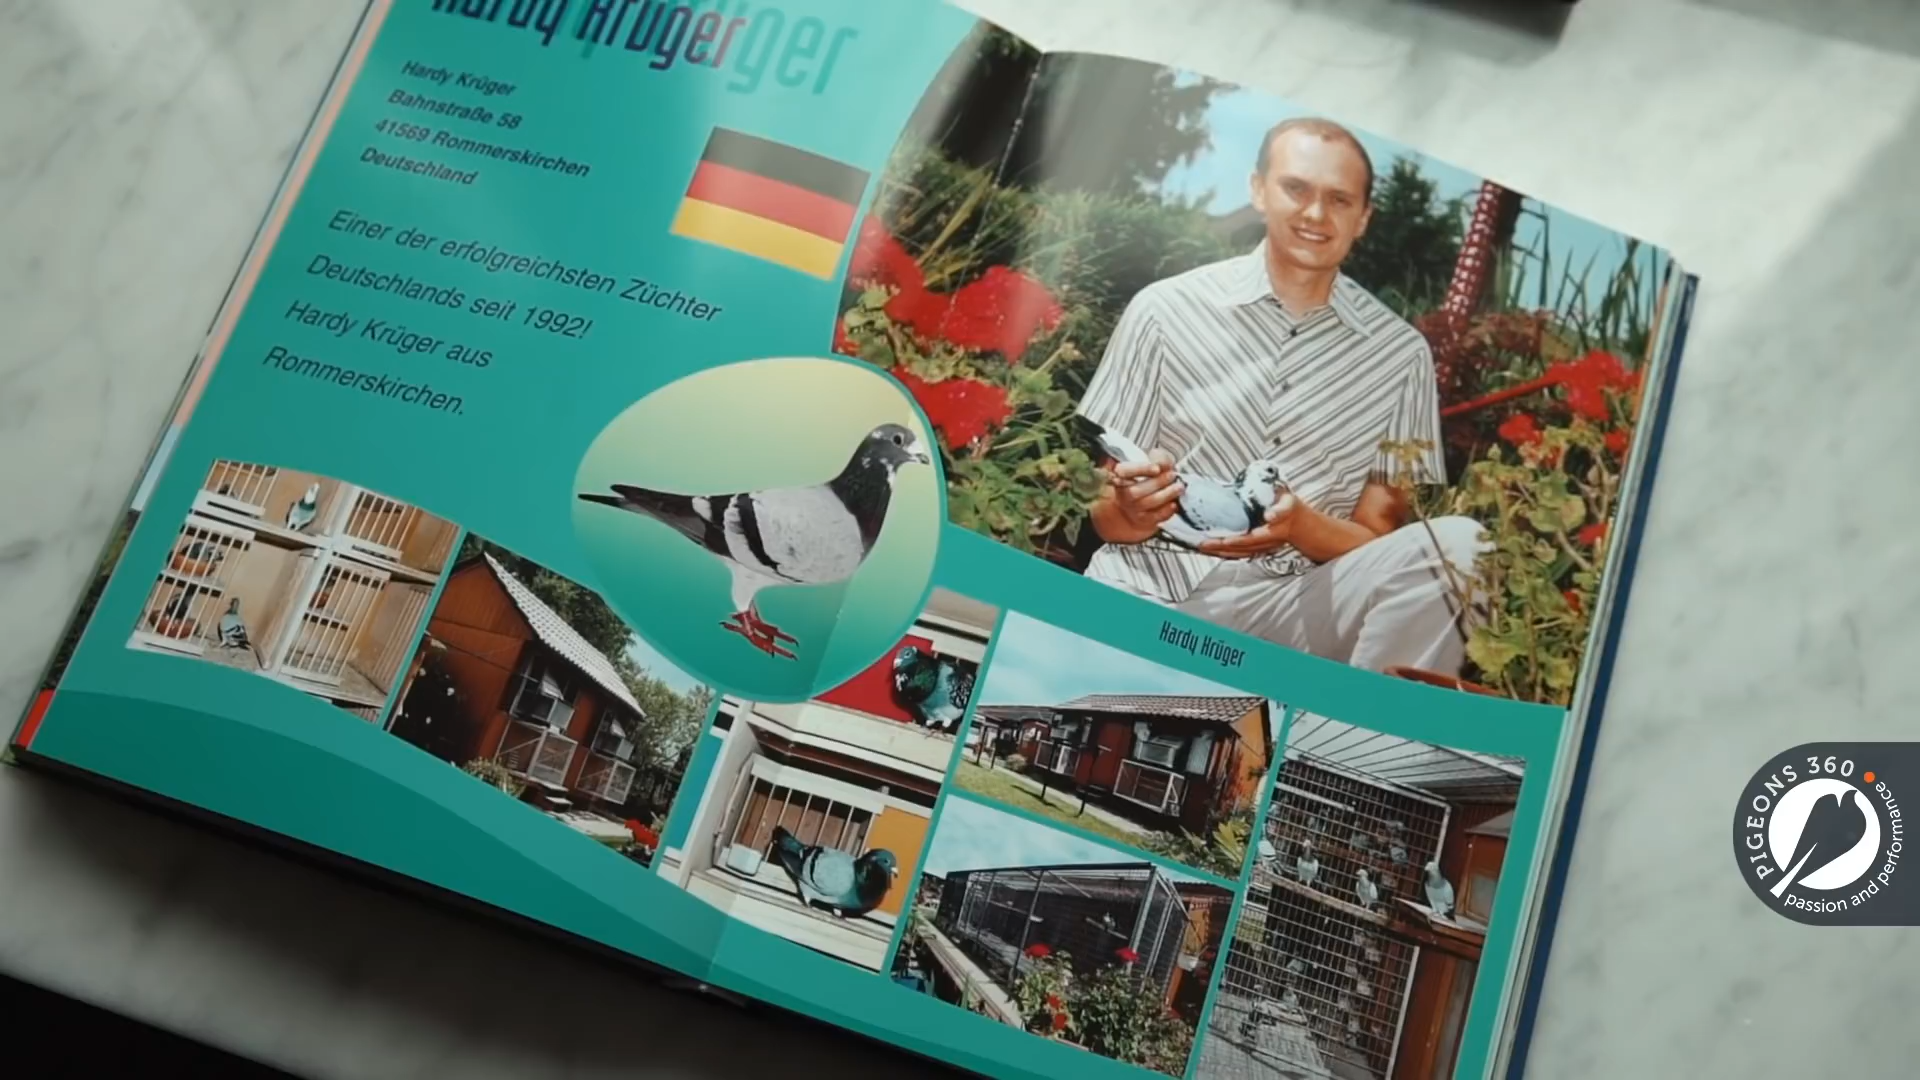 Hardy Krüger
Hardy Krüger
Bahnstraße 58
41569 Rommerskirchen
Deutschland
Einer der erfolgreichsten Züchter
Deutschlands seit 1992!
Hardy Krüger aus
Rommerskirchen.
Hardy Krüger
PIGEONS 360
passion and performance